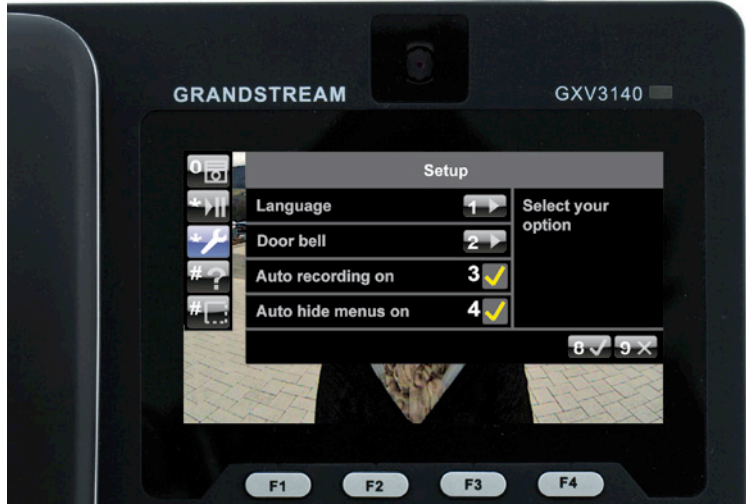 GRANDSTREAM
GXV3140
0
Setup
*
Language
1
Select your
option
*
Door bell
2
#
?
Auto recording on
3
#
Auto hide menus on
4
8
9
F1
F2
F3
F4